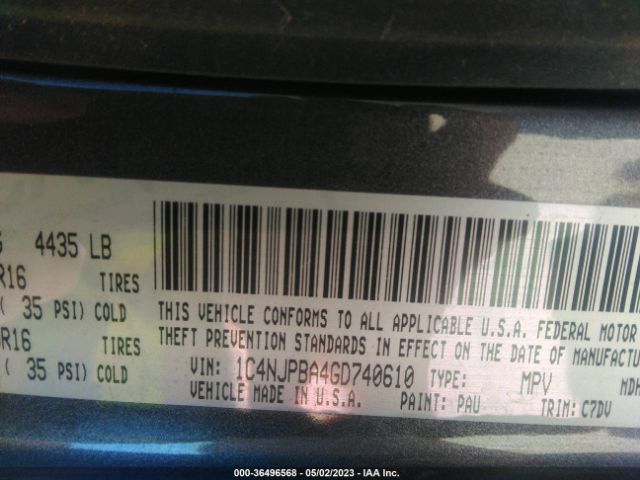 G 4435 LB
R16 TIRES
( 35 PSI) COLD
R16 TIRES
( 35 PSI) COLD
THIS VEHICLE CONFORMS TO ALL APPLICABLE U.S.A. FEDERAL MOTOR
THEFT PREVENTION STANDARDS IN EFFECT ON THE DATE OF MANUFACTU
VIN: 1C4NJPBA4GD740610 TYPE: MPV MD
VEHICLE MADE IN U.S.A. PAINT: PAU TRIM: C7DV
000-36496568 - 05/02/2023 - IAA Inc.